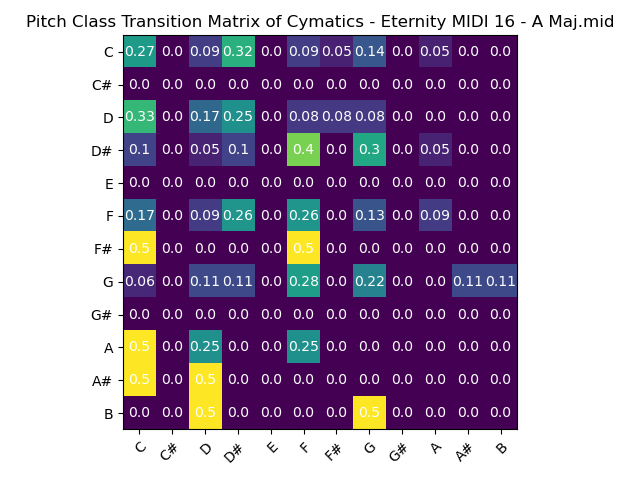 Pitch Class Transition Matrix of Cymatics - Eternity MIDI 16 - A Maj.mid
C 0.27 0.0 0.09 0.32 0.0 0.09 0.05 0.14 0.0 0.05 0.0 0.0
C# 0.0 0.0 0.0 0.0 0.0 0.0 0.0 0.0 0.0 0.0 0.0 0.0
D 0.33 0.0 0.17 0.25 0.0 0.08 0.08 0.08 0.0 0.0 0.0 0.0
D# 0.1 0.0 0.05 0.1 0.0 0.4 0.0 0.3 0.0 0.05 0.0 0.0
E 0.0 0.0 0.0 0.0 0.0 0.0 0.0 0.0 0.0 0.0 0.0 0.0
F 0.17 0.0 0.09 0.26 0.0 0.26 0.0 0.13 0.0 0.09 0.0 0.0
F# 0.5 0.0 0.0 0.0 0.0 0.5 0.0 0.0 0.0 0.0 0.0 0.0
G 0.06 0.0 0.11 0.11 0.0 0.28 0.0 0.22 0.0 0.0 0.11 0.11
G# 0.0 0.0 0.0 0.0 0.0 0.0 0.0 0.0 0.0 0.0 0.0 0.0
A 0.5 0.0 0.25 0.0 0.0 0.25 0.0 0.0 0.0 0.0 0.0 0.0
A# 0.5 0.0 0.5 0.0 0.0 0.0 0.0 0.0 0.0 0.0 0.0 0.0
B 0.0 0.0 0.5 0.0 0.0 0.0 0.0 0.5 0.0 0.0 0.0 0.0
C C# D D# E F F# G G# A A# B